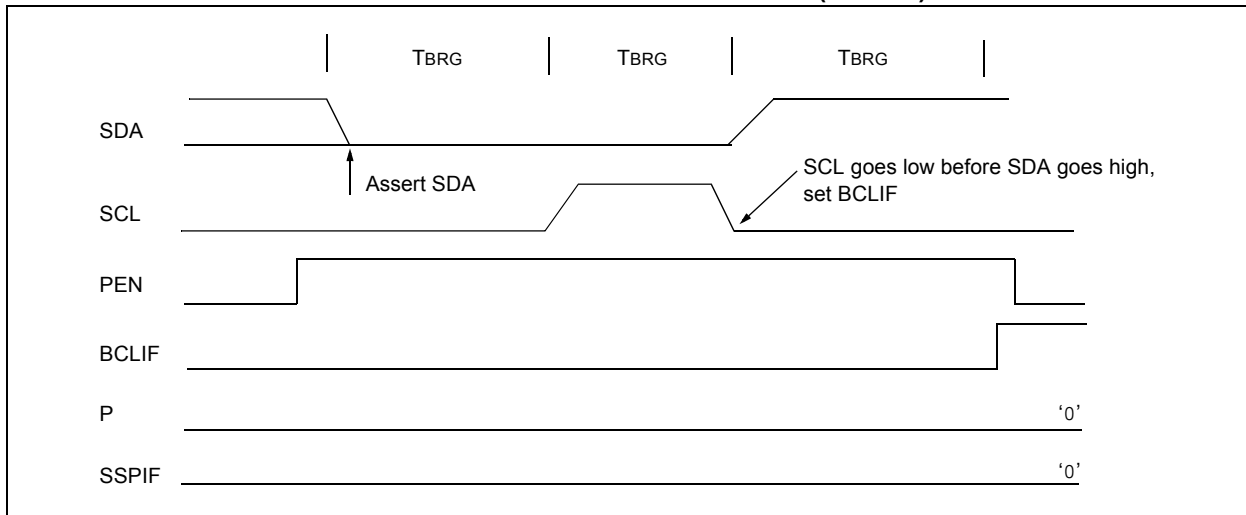 TBRG TBRG TBRG
SDA
Assert SDA
SCL goes low before SDA goes high,
set BCLIF
SCL
PEN
BCLIF
P
‘0’
SSPIF
‘0’